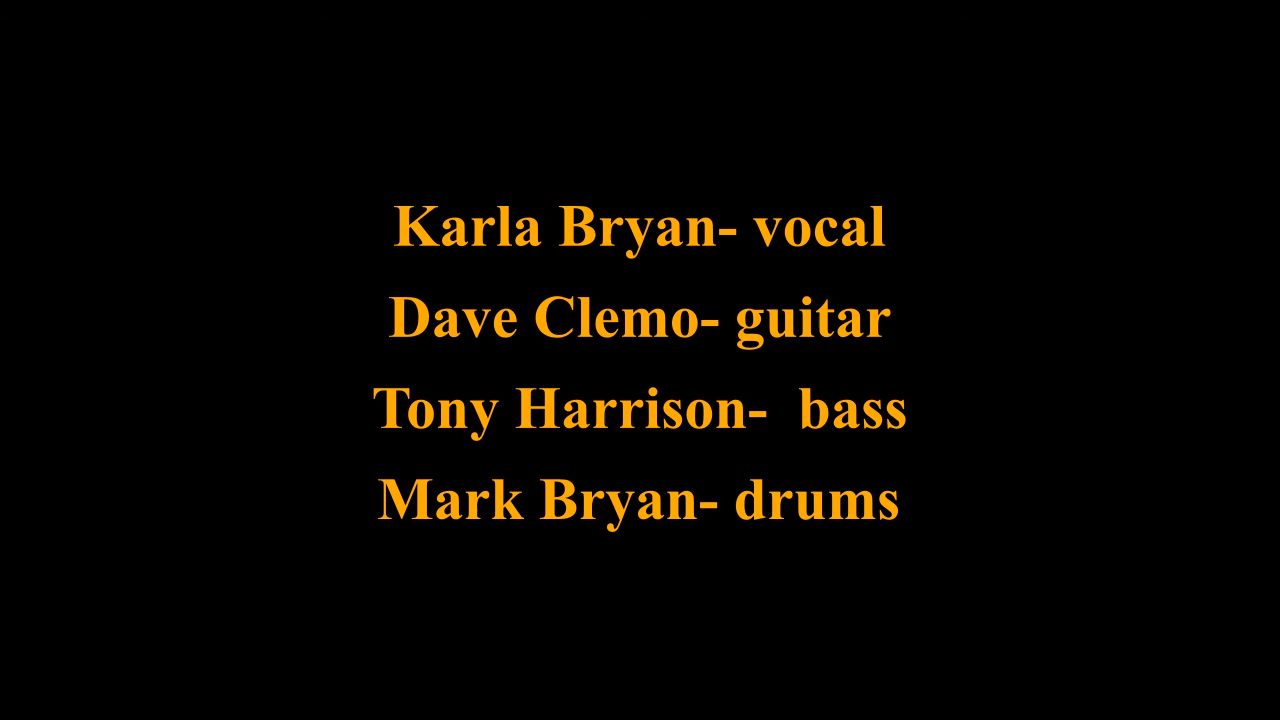 Karla Bryan- vocal
Dave Clemo- guitar
Tony Harrison-  bass
Mark Bryan- drums